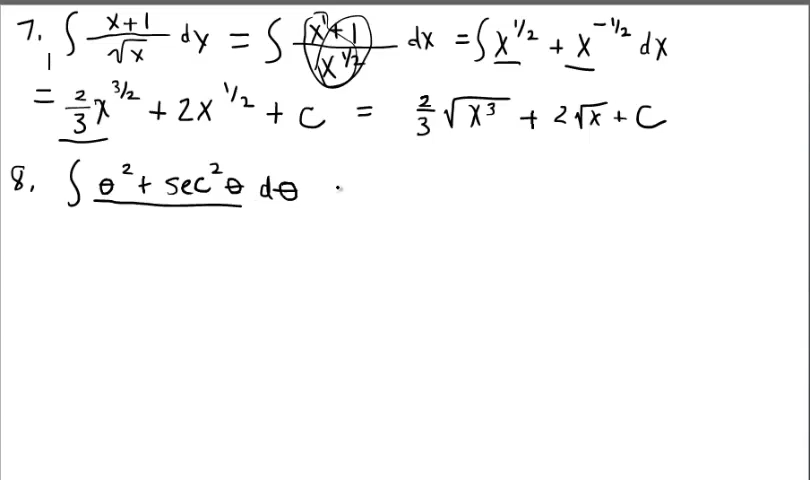 7. ∫ x+1/√x dx = ∫ x¹+1/x^1/2 dx = ∫ x^1/2 + x^-1/2 dx
= 2/3 x^3/2 + 2x^1/2 + C = 2/3 √x³ + 2√x + C
8. ∫ θ² + sec²θ dθ